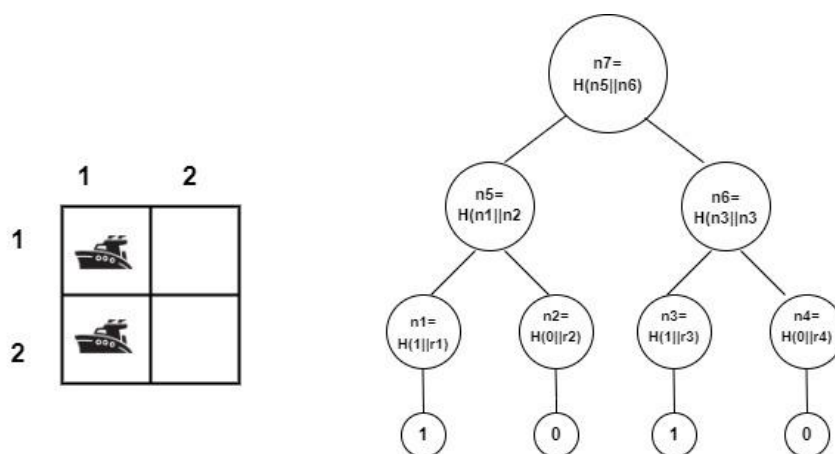 1 2
1
2
n7=
H(n5||n6)
n5=
H(n1||n2
n6=
H(n3||n3
n1=
H(1||r1)
n2=
H(0||r2)
n3=
H(1||r3)
n4=
H(0||r4)
1
0
1
0